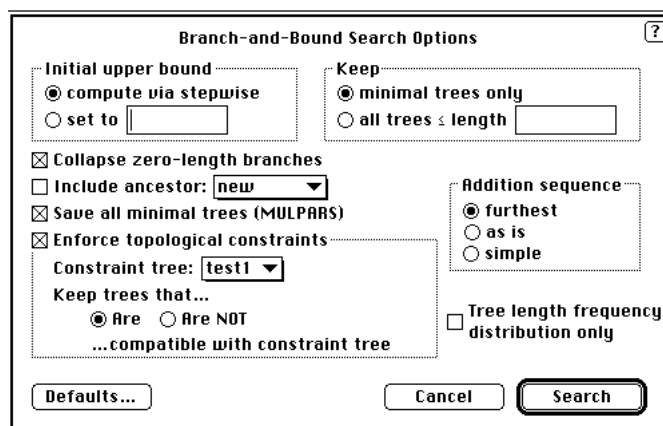 ?
Branch-and-Bound Search Options
Initial upper bound
compute via stepwise
set to
Keep
minimal trees only
all trees ≤ length
Collapse zero-length branches
Include ancestor: new
Save all minimal trees (MULPARS)
Enforce topological constraints
Constraint tree: test1
Keep trees that...
Are Are NOT
...compatible with constraint tree
Addition sequence
furthest
as is
simple
Tree length frequency
distribution only
Defaults... Cancel Search